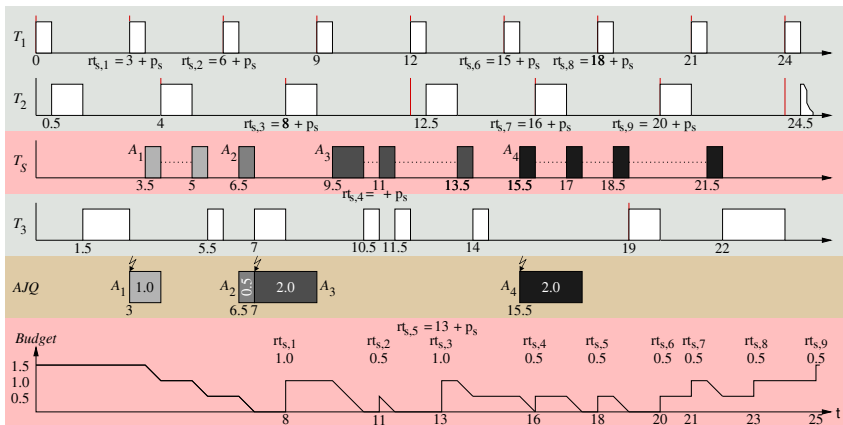 T1
0 rts,1 = 3 + ps rts,2 = 6 + ps 9 12 rts,6 = 15 + ps rts,8 = 18 + ps 21 24
T2
0.5 4 rts,3 = 8 + ps 12.5 rts,7 = 16 + ps rts,9 = 20 + ps 24.5
TS A1 A2 A3 A4
3.5 5 6.5 9.5 11 13.5 15.5 17 18.5 21.5
rts,4 = + ps
T3
1.5 5.5 7 10.5 11.5 14 19 22
AJQ A1 1.0 A2 0.5 2.0 A3 A4 2.0
3 6.5 7 15.5
rts,5 = 13 + ps
Budget rts,1 rts,2 rts,3 rts,4 rts,5 rts,6 rts,7 rts,8 rts,9
1.0 0.5 1.0 0.5 0.5 0.5 0.5 0.5 0.5
1.5
1.0
0.5
8 11 13 16 18 20 21 23 25 t